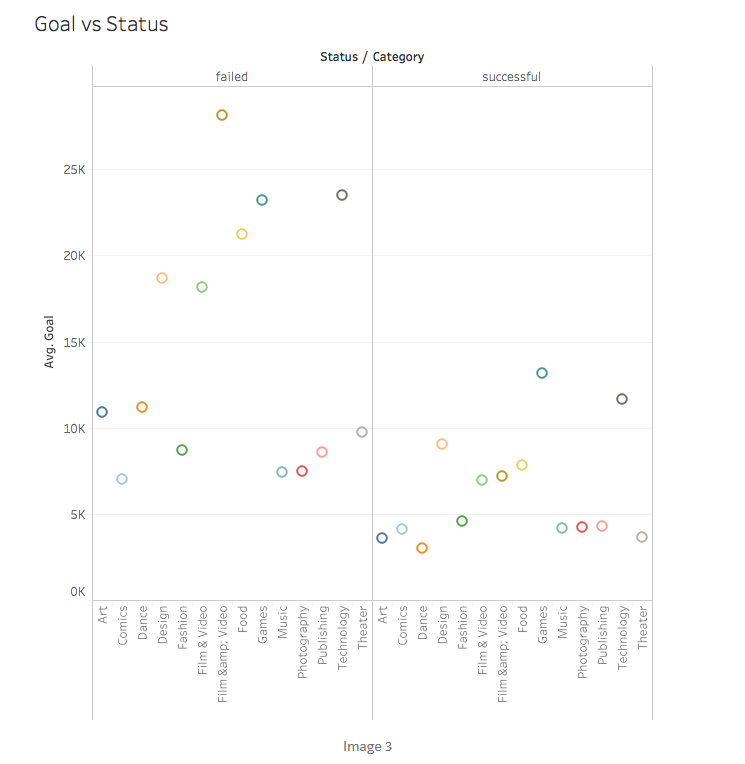 Goal vs Status
Status / Category
failed
successful
Avg. Goal
25K
20K
15K
10K
5K
0K
Art
Comics
Dance
Design
Fashion
Film & Video
Film &amp; Video
Food
Games
Music
Photography
Publishing
Technology
Theater
Art
Comics
Dance
Design
Fashion
Film & Video
Film &amp; Video
Food
Games
Music
Photography
Publishing
Technology
Theater
Image 3